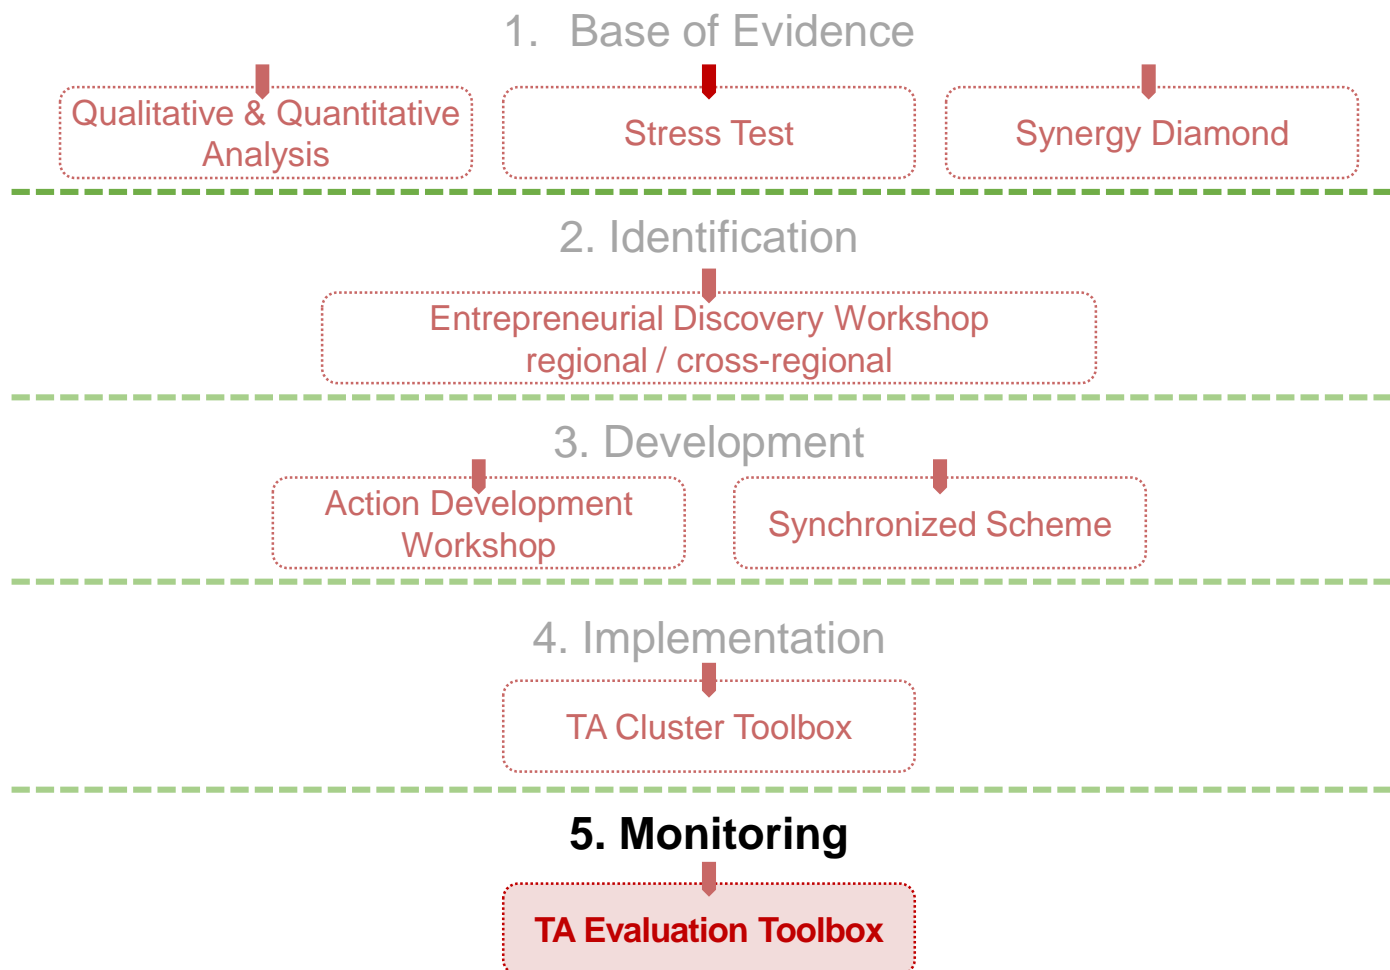 1. Base of Evidence
Qualitative & Quantitative
Analysis
Stress Test
Synergy Diamond
2. Identification
Entrepreneurial Discovery Workshop
regional / cross-regional
3. Development
Action Development
Workshop
Synchronized Scheme
4. Implementation
TA Cluster Toolbox
5. Monitoring
TA Evaluation Toolbox